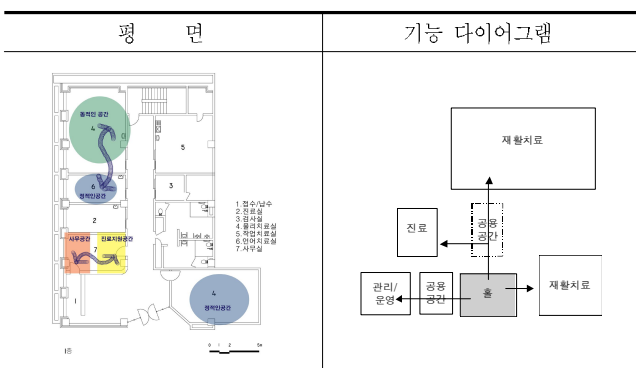 평 면
기능 다이어그램
동적인 공간
4
5
6
정적인공간
3
2
사무공간
진료지원공간
7
1
4
정적인공간
1.접수/납수
2.진료실
3.검사실
4.물리치료실
5.작업치료실
6.언어치료실
7.사무실
1층
0 1 2 5m
재활치료
진료
공용
공간
관리/
운영
공용
공간
홀
재활치료